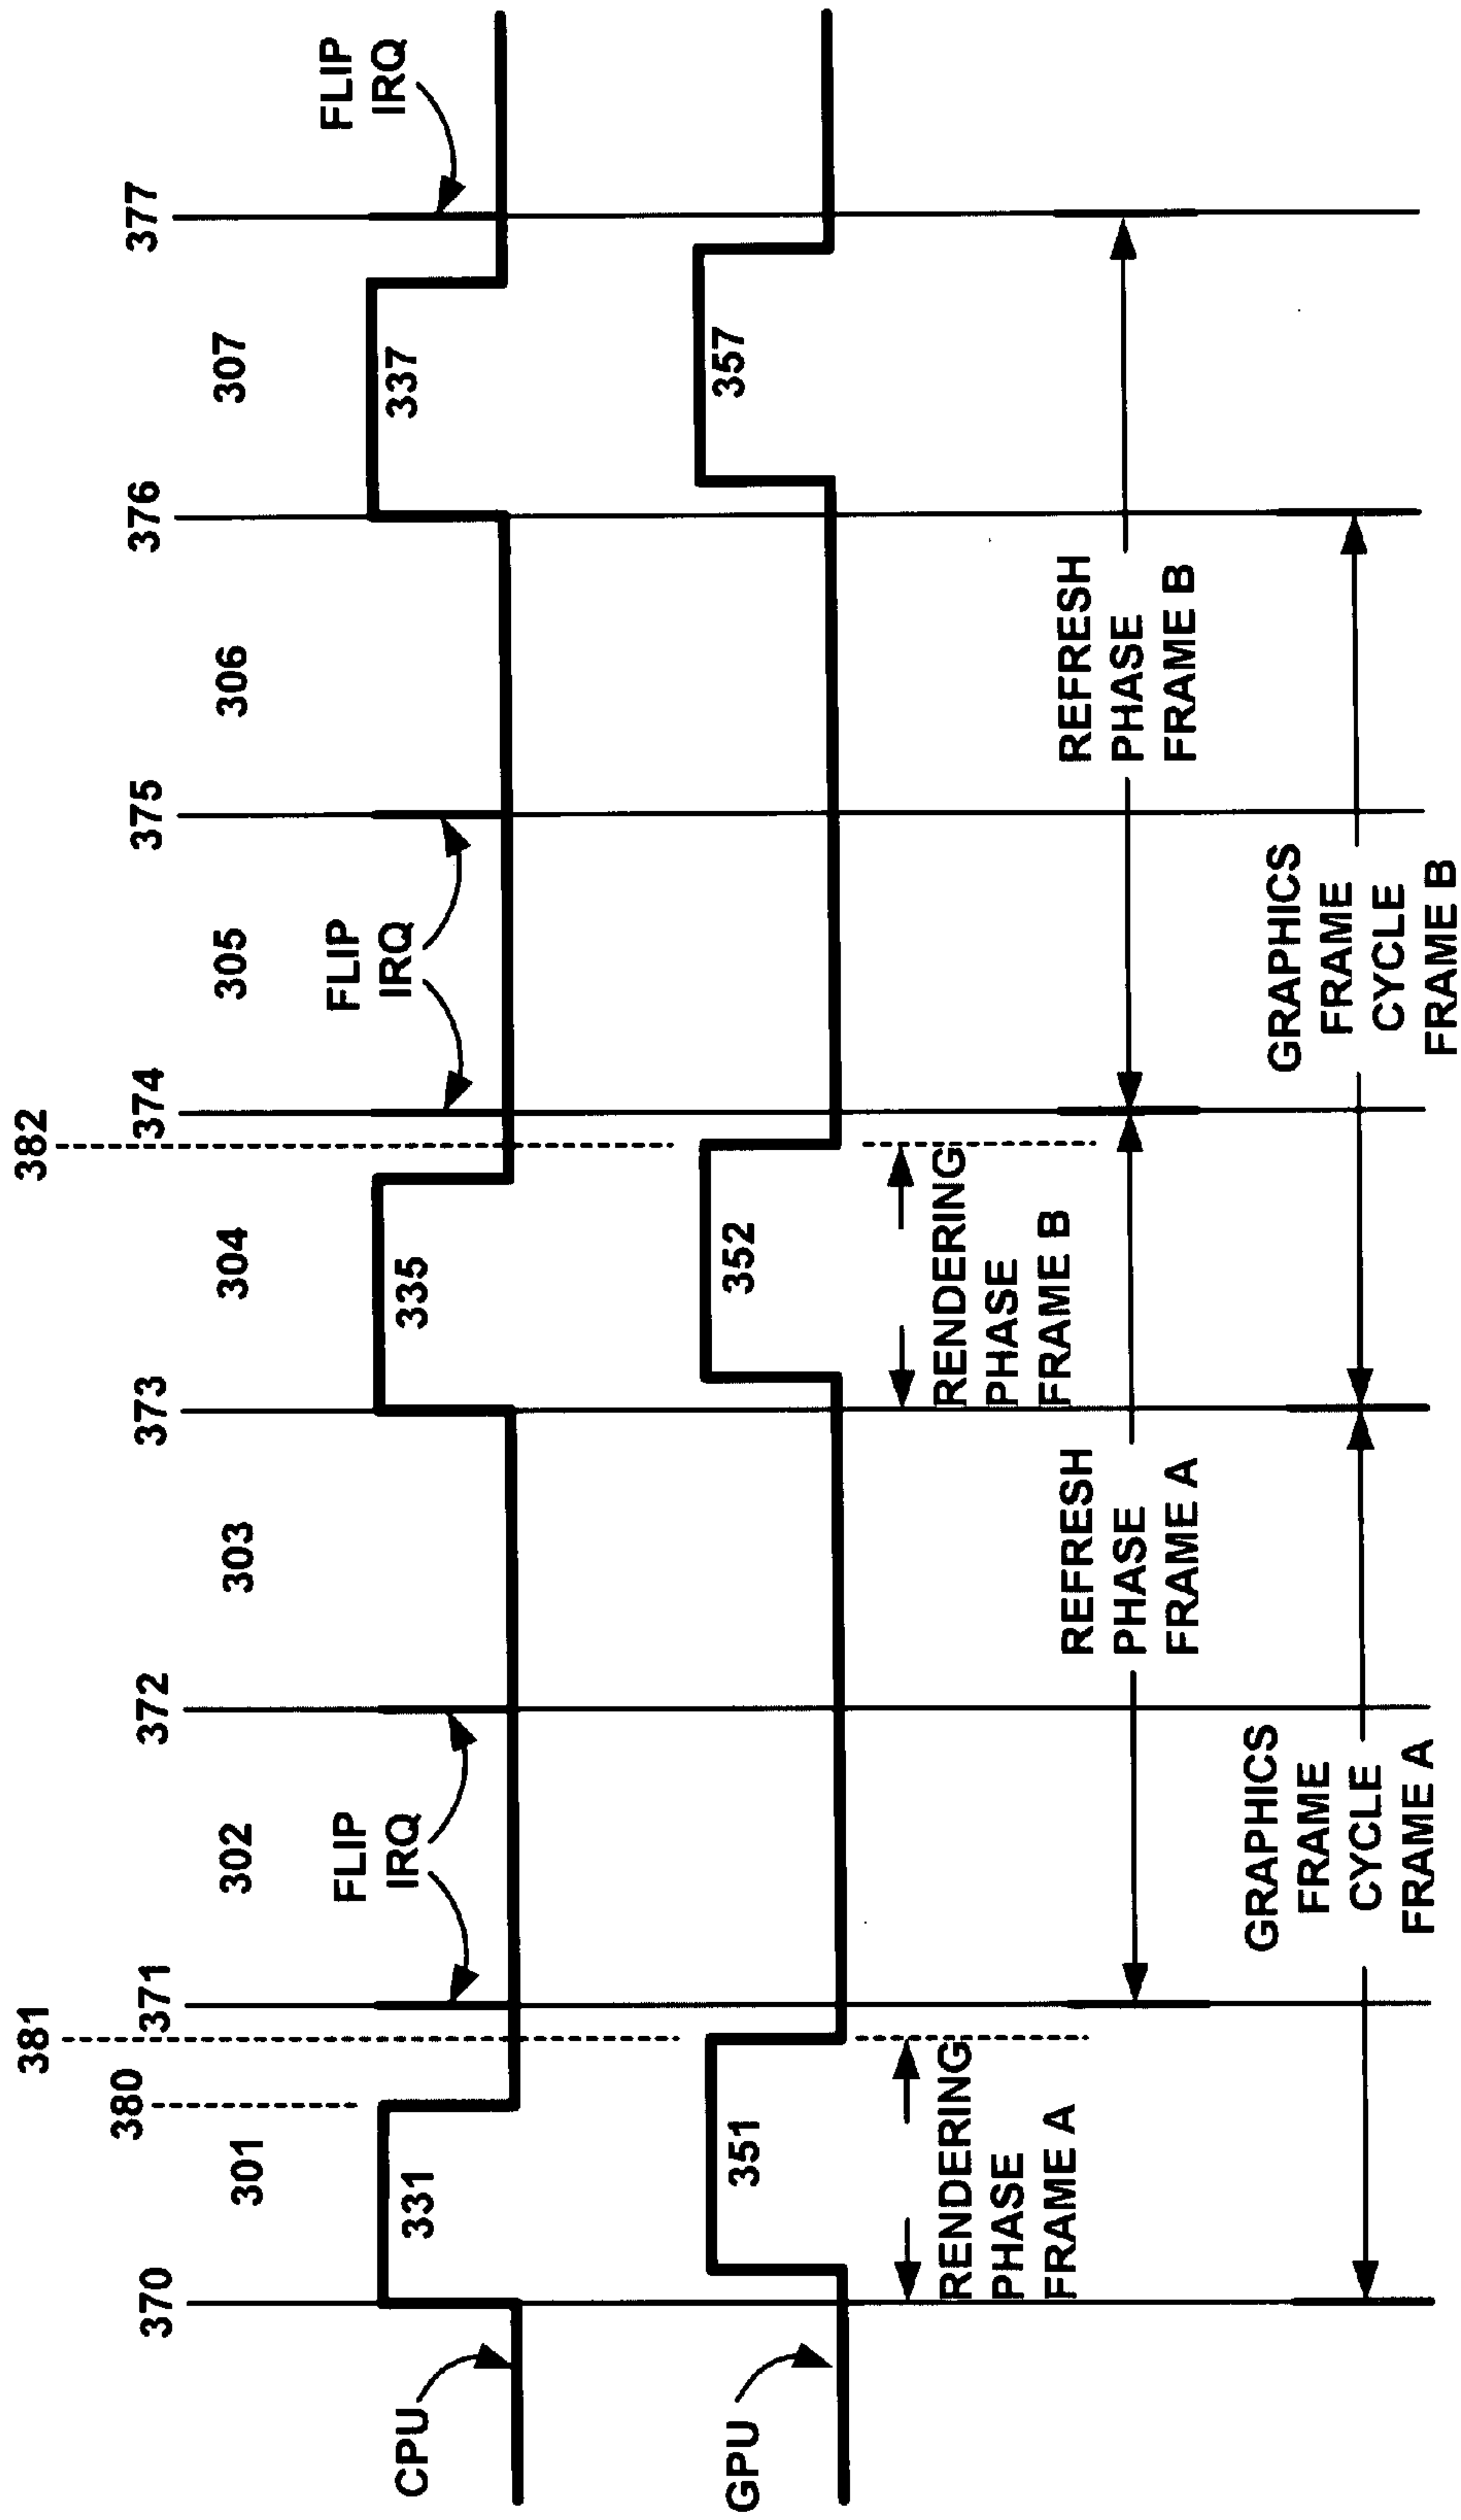 381
382
380
370
371
372
373
374
375
376
377
301
302
303
304
305
306
307
FLIP
IRQ
FLIP
IRQ
FLIP
IRQ
CPU
331
335
337
GPU
351
352
357
RENDERING
PHASE
FRAME A
RENDERING
PHASE
FRAME B
REFRESH
PHASE
FRAME A
REFRESH
PHASE
FRAME B
GRAPHICS
FRAME
CYCLE
FRAME A
GRAPHICS
FRAME
CYCLE
FRAME B